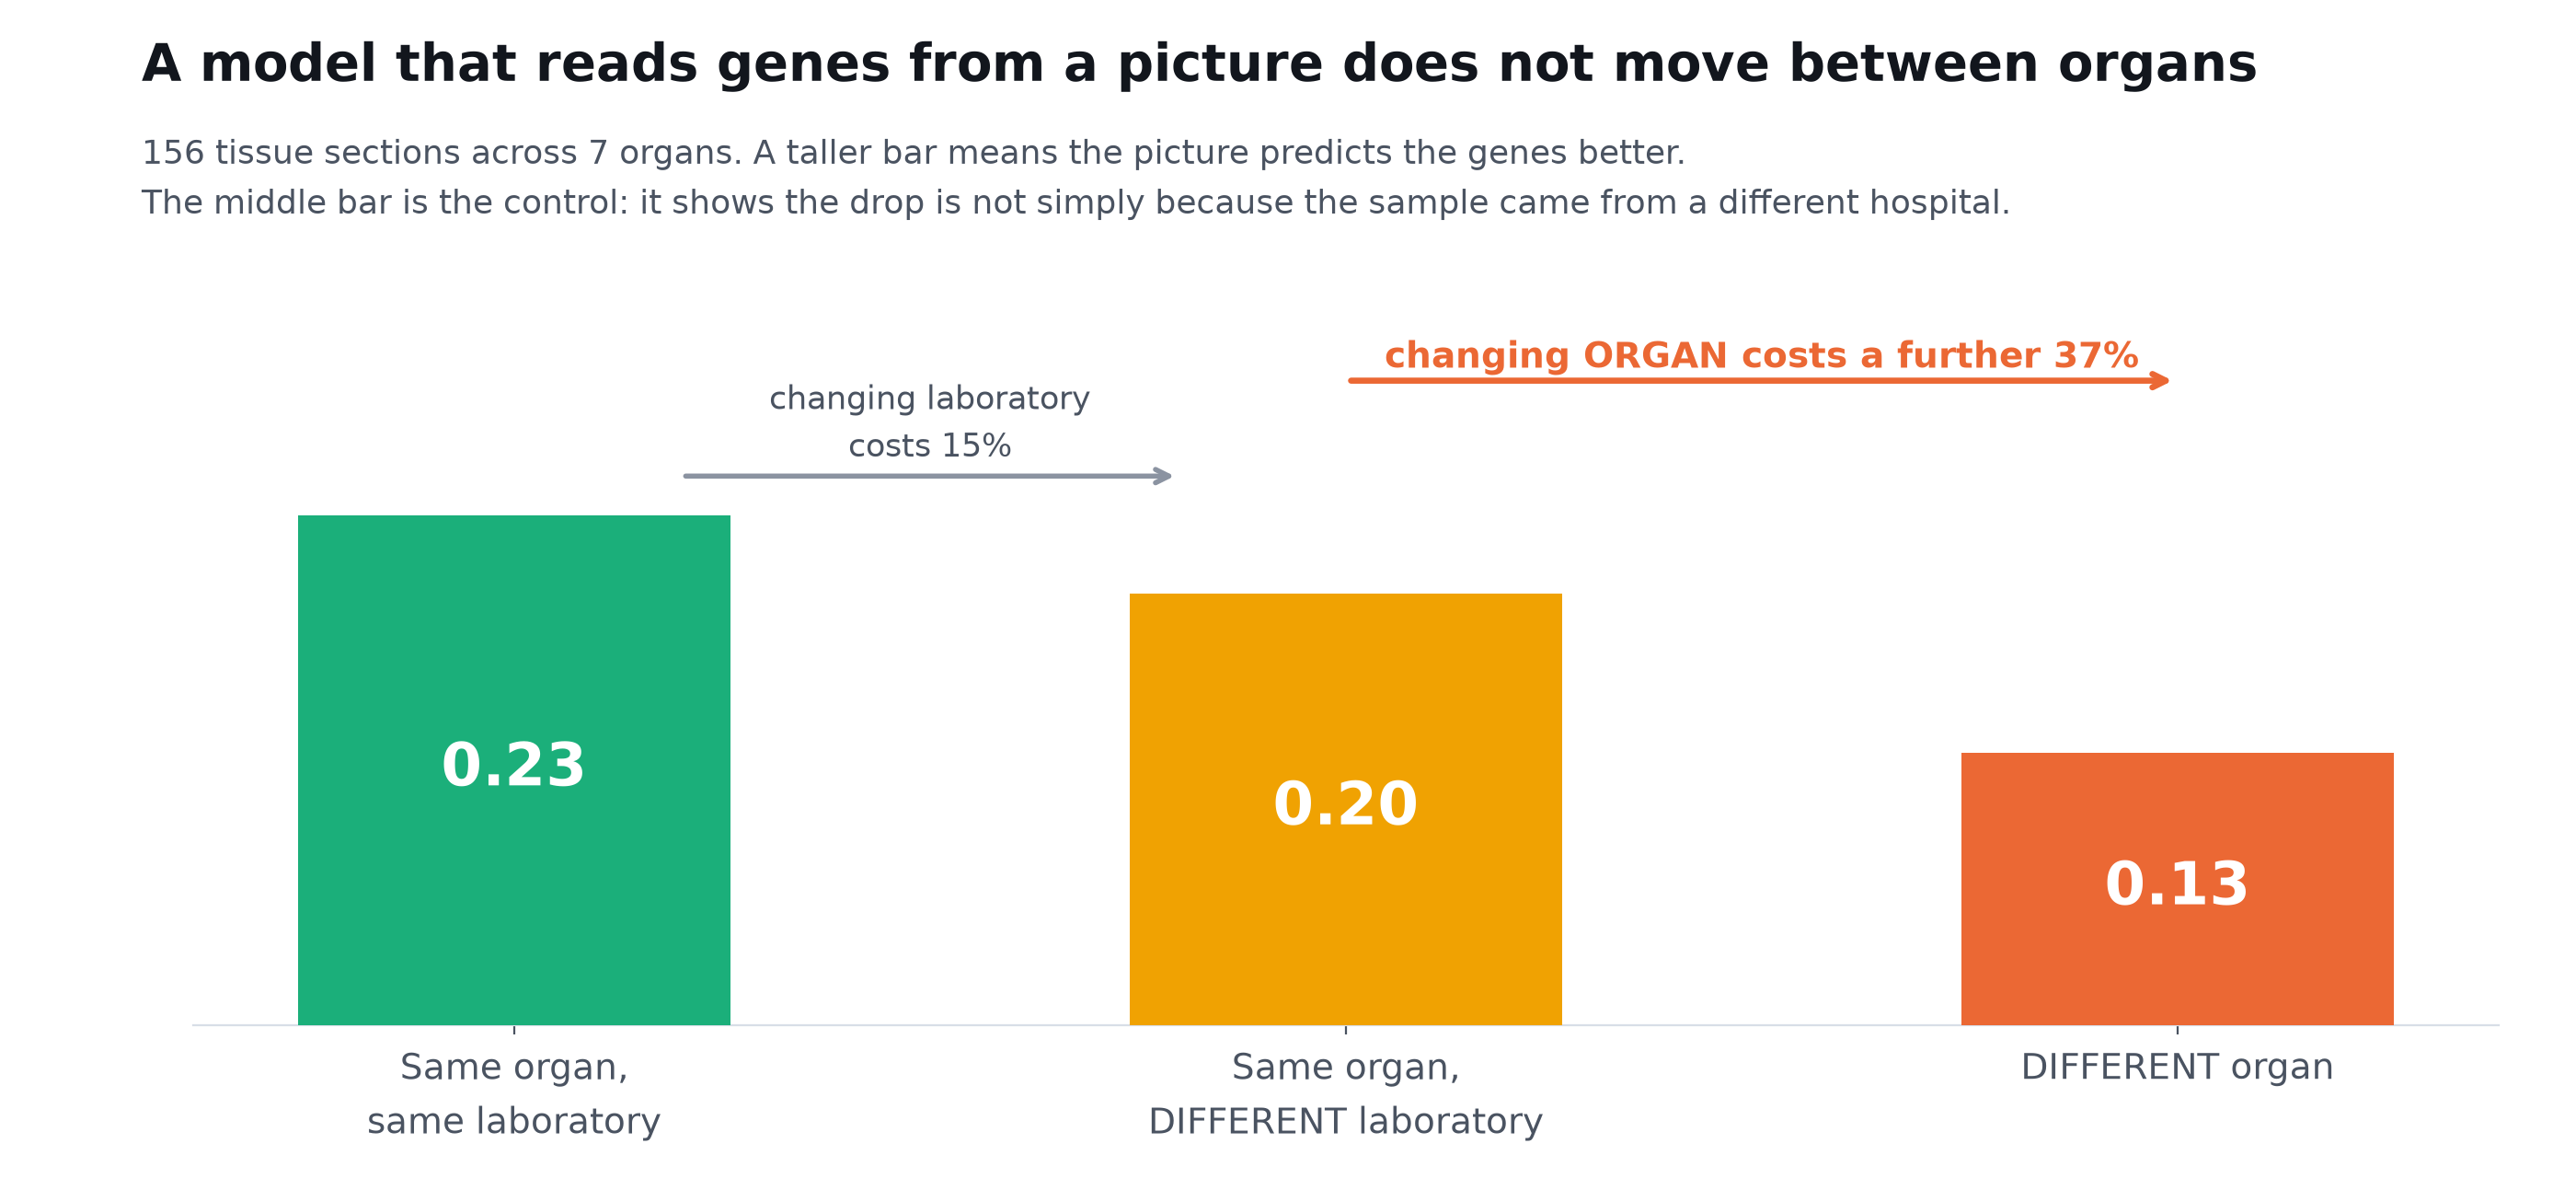 A model that reads genes from a picture does not move between organs
156 tissue sections across 7 organs. A taller bar means the picture predicts the genes better.
The middle bar is the control: it shows the drop is not simply because the sample came from a different hospital.
changing ORGAN costs a further 37%
changing laboratory
costs 15%
0.23
0.20
0.13
Same organ,
same laboratory
Same organ,
DIFFERENT laboratory
DIFFERENT organ